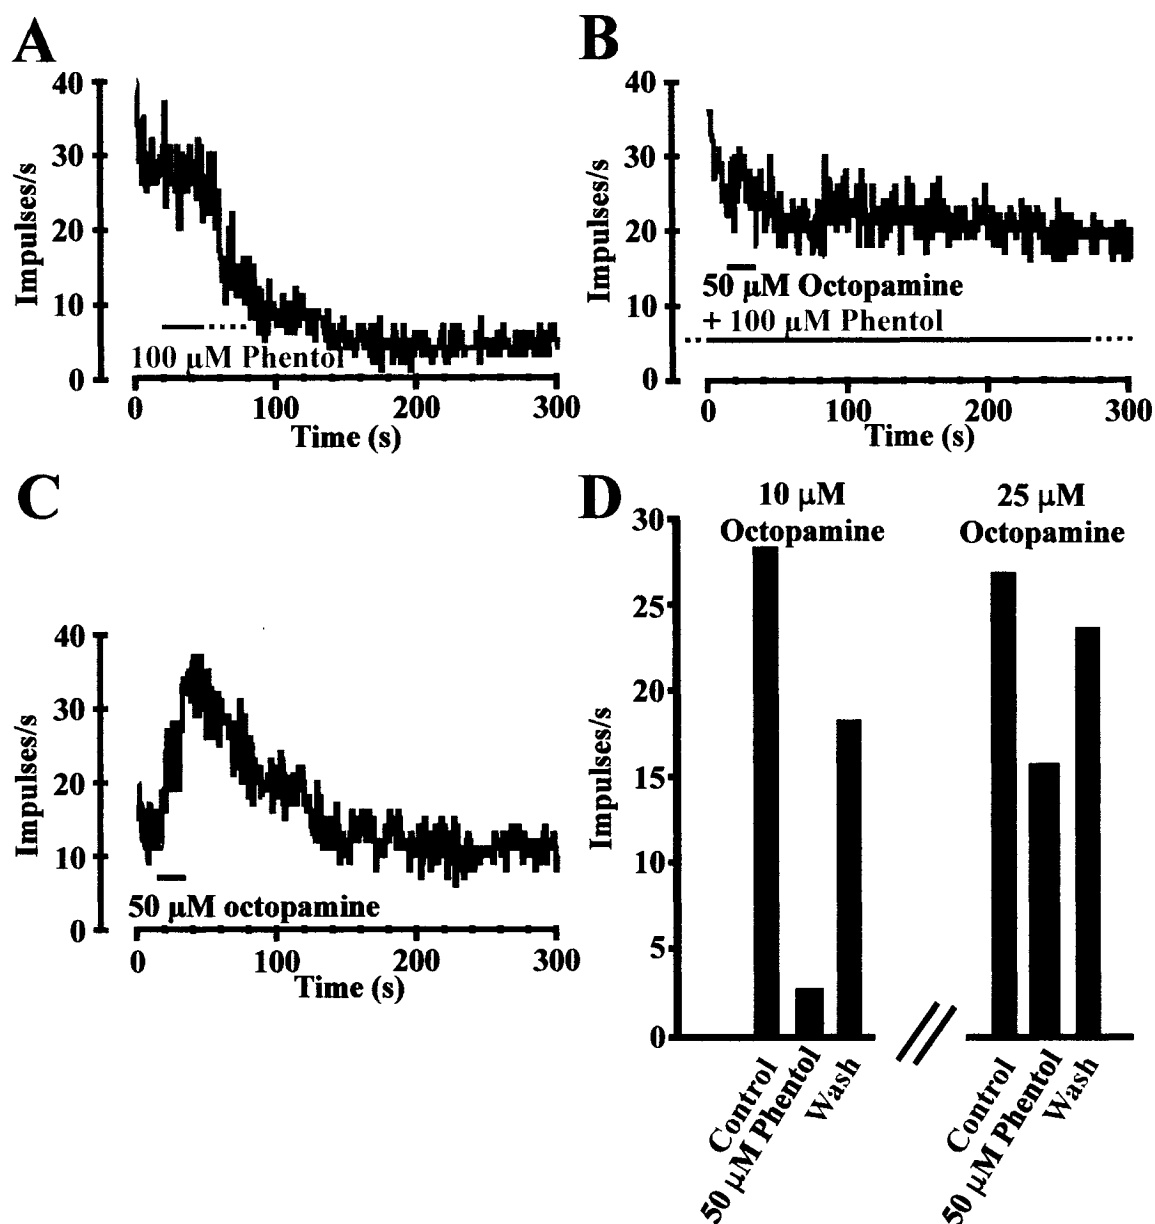 A
40
30
20
10
0
Impulses/s
100 µM Phentol
0 100 200 300
Time (s)
B
40
30
20
10
0
Impulses/s
50 µM Octopamine
+ 100 µM Phentol
0 100 200 300
Time (s)
C
40
30
20
10
0
Impulses/s
50 µM octopamine
0 100 200 300
Time (s)
D
30
25
20
15
10
5
0
Impulses/s
10 µM
Octopamine
25 µM
Octopamine
Control
50 µM Phentol
Wash
Control
50 µM Phentol
Wash